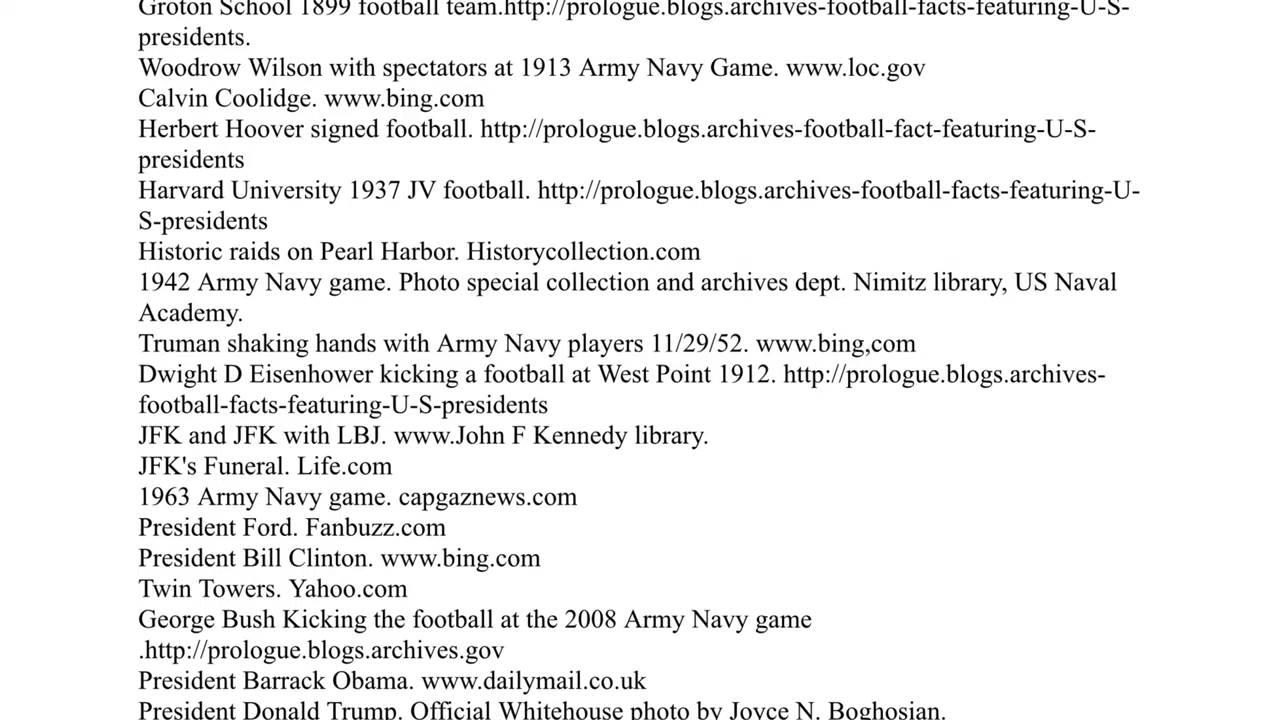 Groton School 1899 football team.http://prologue.blogs.archives-football-facts-featuring-U-S-
presidents.
Woodrow Wilson with spectators at 1913 Army Navy Game. www.loc.gov
Calvin Coolidge. www.bing.com
Herbert Hoover signed football. http://prologue.blogs.archives-football-fact-featuring-U-S-
presidents
Harvard University 1937 JV football. http://prologue.blogs.archives-football-facts-featuring-U-
S-presidents
Historic raids on Pearl Harbor. Historycollection.com
1942 Army Navy game. Photo special collection and archives dept. Nimitz library, US Naval
Academy.
Truman shaking hands with Army Navy players 11/29/52. www.bing,com
Dwight D Eisenhower kicking a football at West Point 1912. http://prologue.blogs.archives-
football-facts-featuring-U-S-presidents
JFK and JFK with LBJ. www.John F Kennedy library.
JFK's Funeral. Life.com
1963 Army Navy game. capgaznews.com
President Ford. Fanbuzz.com
President Bill Clinton. www.bing.com
Twin Towers. Yahoo.com
George Bush Kicking the football at the 2008 Army Navy game
.http://prologue.blogs.archives.gov
President Barrack Obama. www.dailymail.co.uk
President Donald Trump. Official Whitehouse photo by Joyce N. Boghosian.